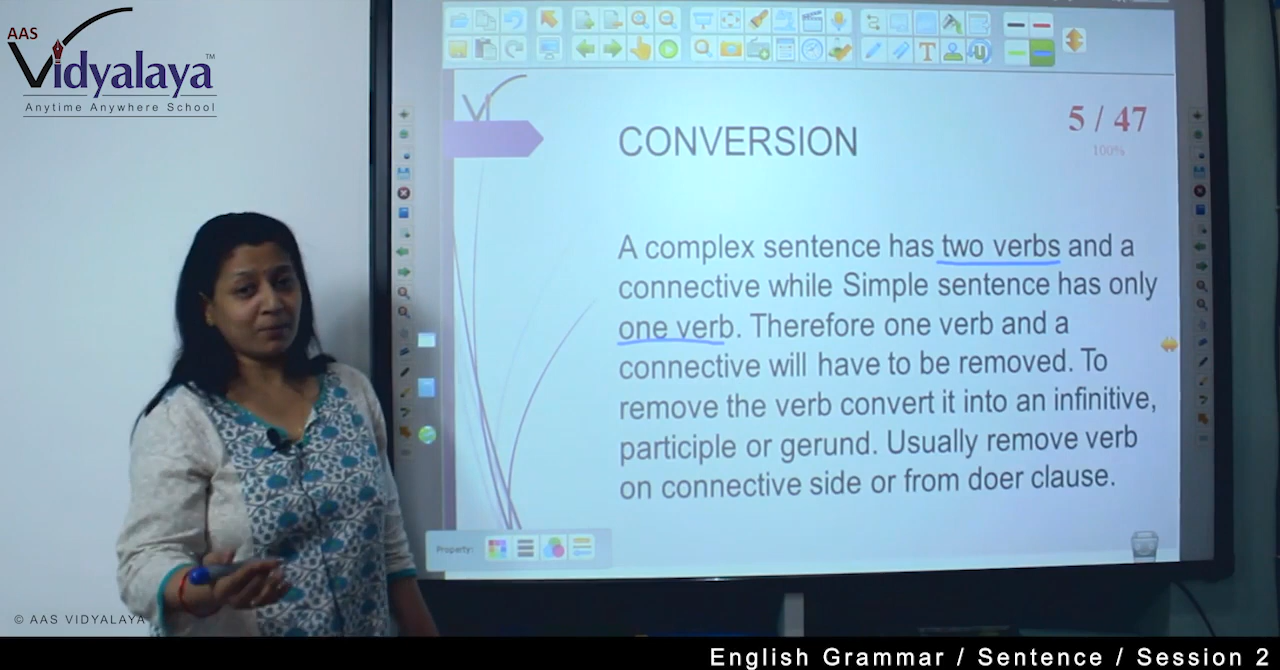 AAS
Vidyalaya™
Anytime Anywhere School
CONVERSION
5 / 47
100%
A complex sentence has two verbs and a
connective while Simple sentence has only
one verb. Therefore one verb and a
connective will have to be removed. To
remove the verb convert it into an infinitive,
participle or gerund. Usually remove verb
on connective side or from doer clause.
Property:
© AAS VIDYALAYA
English Grammar / Sentence / Session 2